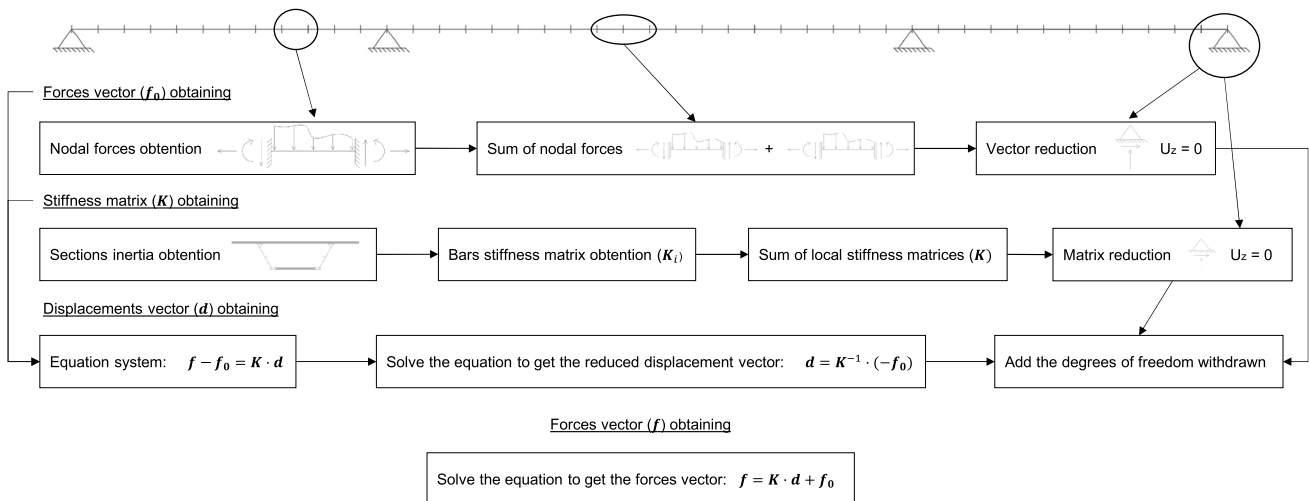 Forces vector (f₀) obtaining
Nodal forces obtention
Sum of nodal forces +
Vector reduction Uz = 0
Stiffness matrix (K) obtaining
Sections inertia obtention
Bars stiffness matrix obtention (Kᵢ)
Sum of local stiffness matrices (K)
Matrix reduction Uz = 0
Displacements vector (d) obtaining
Equation system: f − f₀ = K · d
Solve the equation to get the reduced displacement vector: d = K⁻¹ · (−f₀)
Add the degrees of freedom withdrawn
Forces vector (f) obtaining
Solve the equation to get the forces vector: f = K · d + f₀